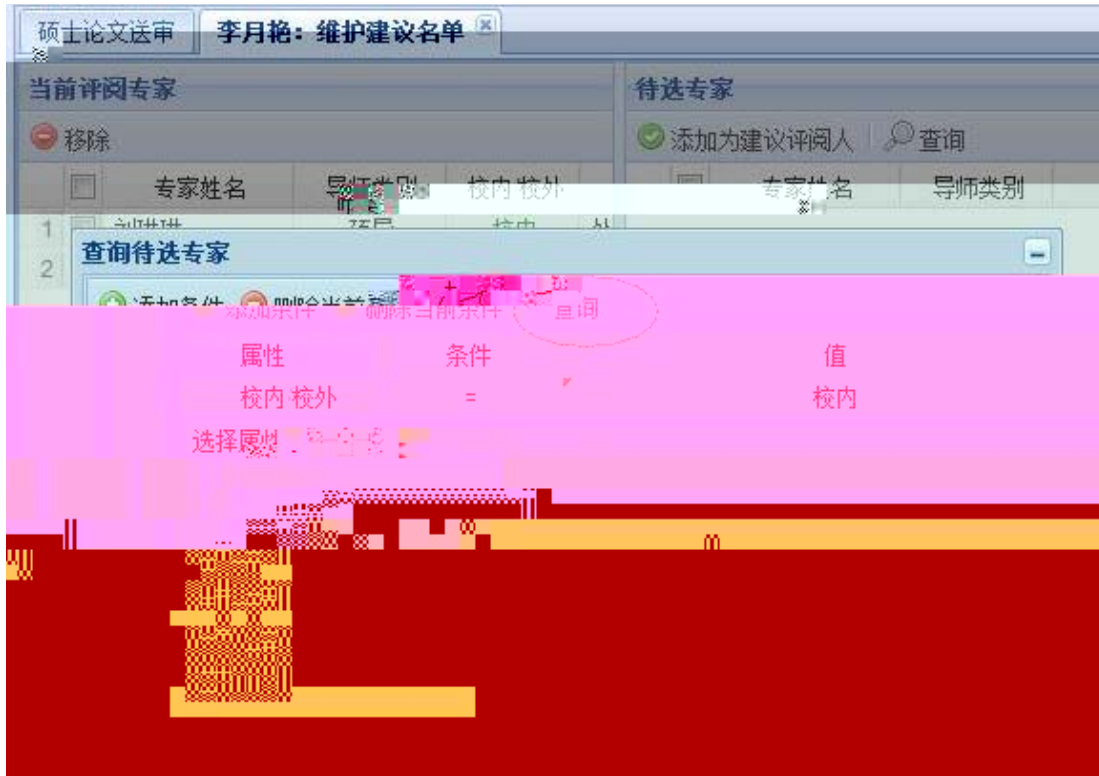 硕士论文送审 李月艳：维护建议名单
当前评阅专家 待选专家
移除 添加为建议评阅人 查询
专家姓名 导师类别 校内 校外 专家姓名 导师类别
1
2 查询待选专家
添加条件 删除当前条件 查询
属性 条件 值
校内 校外 = 校内
选择属性